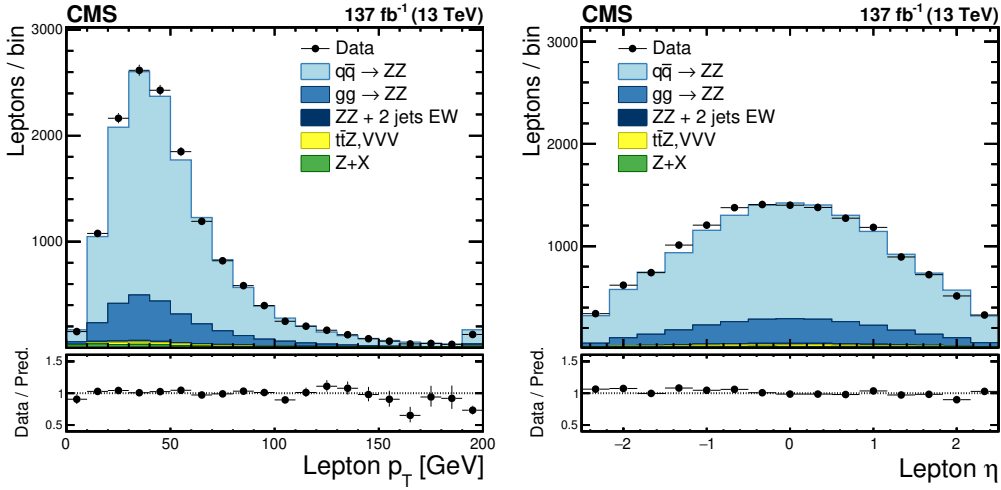 CMS 137 fb⁻¹ (13 TeV)
Leptons / bin
3000
2000
1000
Data
qq̄ → ZZ
gg → ZZ
ZZ + 2 jets EW
tt̄Z,VVV
Z+X
Data / Pred.
1.5
1
0.5
0 50 100 150 200
Lepton p_T [GeV]
CMS 137 fb⁻¹ (13 TeV)
Leptons / bin
3000
2000
1000
Data
qq̄ → ZZ
gg → ZZ
ZZ + 2 jets EW
tt̄Z,VVV
Z+X
Data / Pred.
1.5
1
0.5
−2 −1 0 1 2
Lepton η